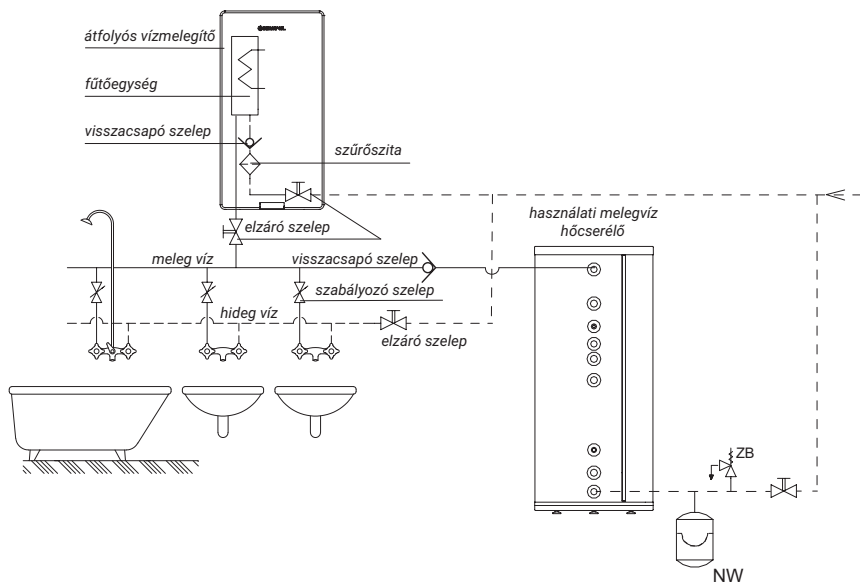 átfolyós vízmelegítő
fűtőegység
visszacsapó szelep
szűrőszita
elzáró szelep
használati melegvíz
hőcserélő
meleg víz
visszacsapó szelep
szabályozó szelep
hideg víz
elzáró szelep
ZB
NW